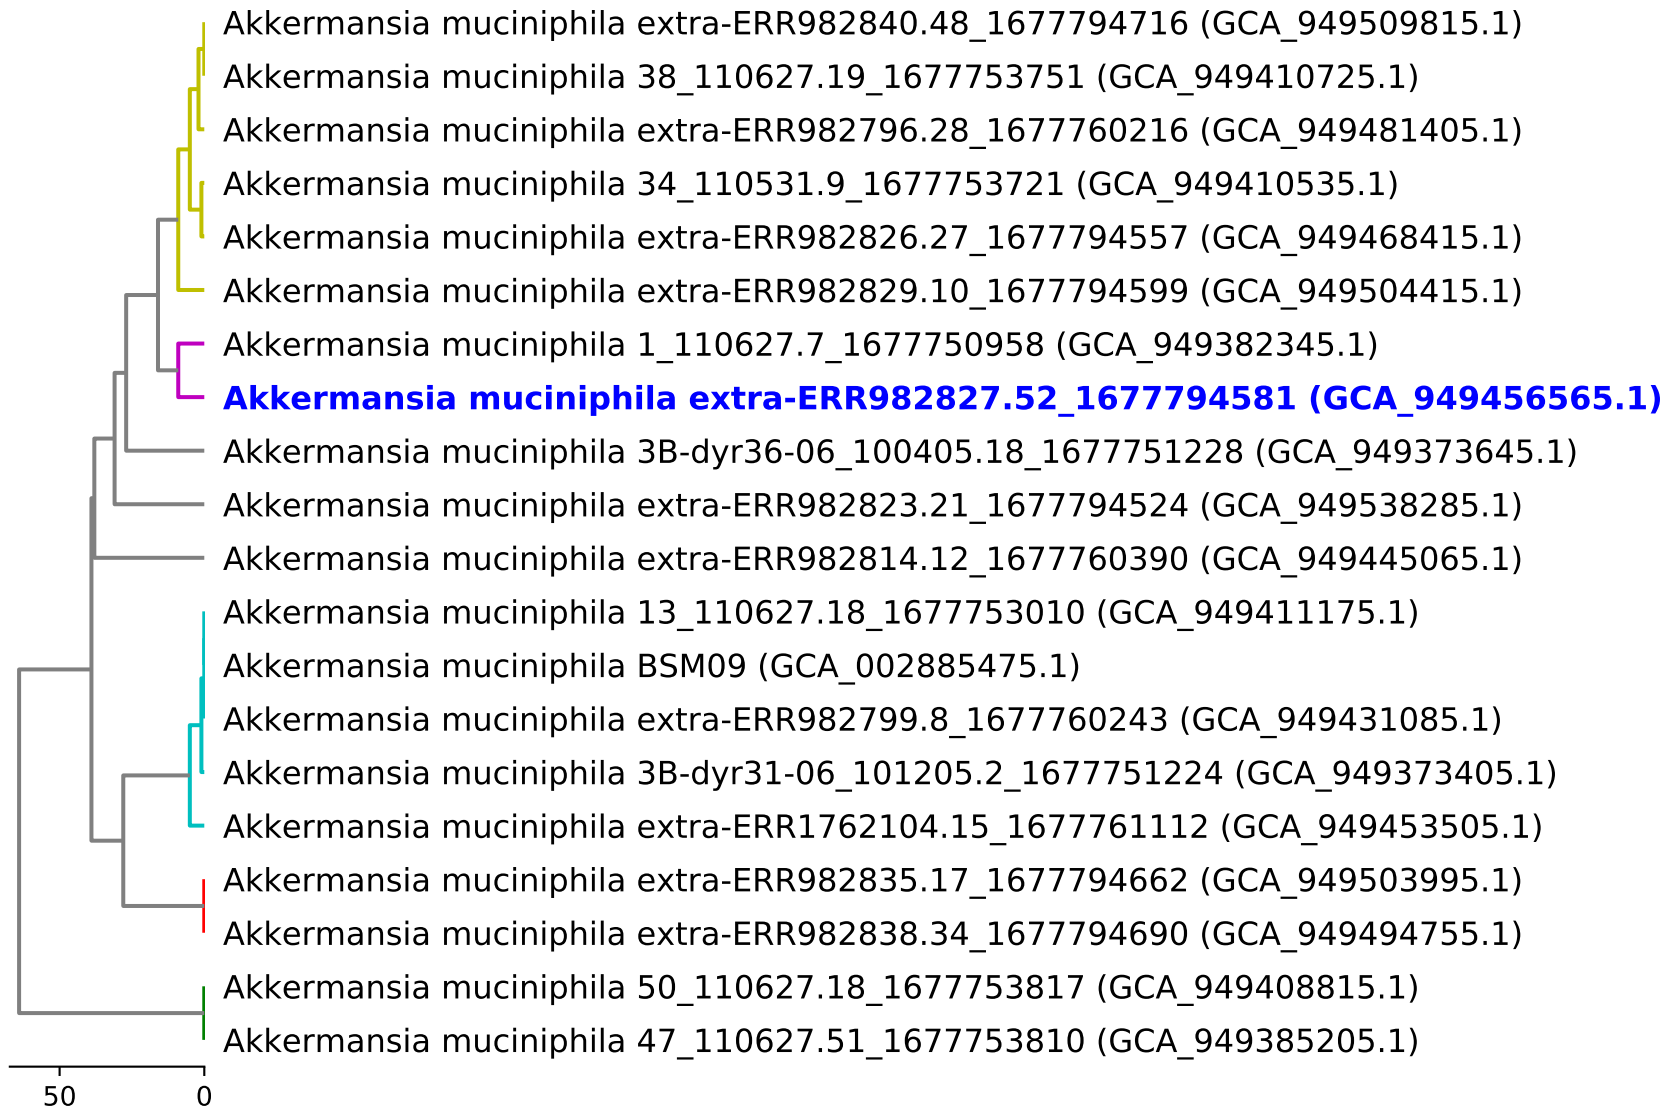 Akkermansia muciniphila extra-ERR982840.48_1677794716 (GCA_949509815.1)
Akkermansia muciniphila 38_110627.19_1677753751 (GCA_949410725.1)
Akkermansia muciniphila extra-ERR982796.28_1677760216 (GCA_949481405.1)
Akkermansia muciniphila 34_110531.9_1677753721 (GCA_949410535.1)
Akkermansia muciniphila extra-ERR982826.27_1677794557 (GCA_949468415.1)
Akkermansia muciniphila extra-ERR982829.10_1677794599 (GCA_949504415.1)
Akkermansia muciniphila 1_110627.7_1677750958 (GCA_949382345.1)
Akkermansia muciniphila extra-ERR982827.52_1677794581 (GCA_949456565.1)
Akkermansia muciniphila 3B-dyr36-06_100405.18_1677751228 (GCA_949373645.1)
Akkermansia muciniphila extra-ERR982823.21_1677794524 (GCA_949538285.1)
Akkermansia muciniphila extra-ERR982814.12_1677760390 (GCA_949445065.1)
Akkermansia muciniphila 13_110627.18_1677753010 (GCA_949411175.1)
Akkermansia muciniphila BSM09 (GCA_002885475.1)
Akkermansia muciniphila extra-ERR982799.8_1677760243 (GCA_949431085.1)
Akkermansia muciniphila 3B-dyr31-06_101205.2_1677751224 (GCA_949373405.1)
Akkermansia muciniphila extra-ERR1762104.15_1677761112 (GCA_949453505.1)
Akkermansia muciniphila extra-ERR982835.17_1677794662 (GCA_949503995.1)
Akkermansia muciniphila extra-ERR982838.34_1677794690 (GCA_949494755.1)
Akkermansia muciniphila 50_110627.18_1677753817 (GCA_949408815.1)
Akkermansia muciniphila 47_110627.51_1677753810 (GCA_949385205.1)
50 0